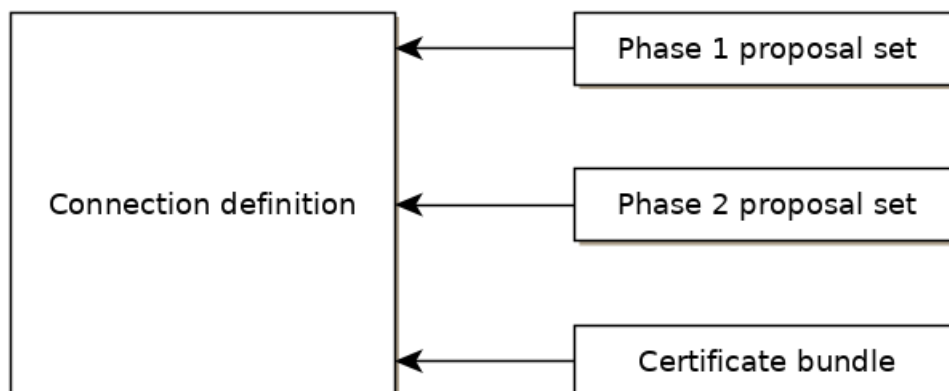 Phase 1 proposal set
Connection definition
Phase 2 proposal set
Certificate bundle